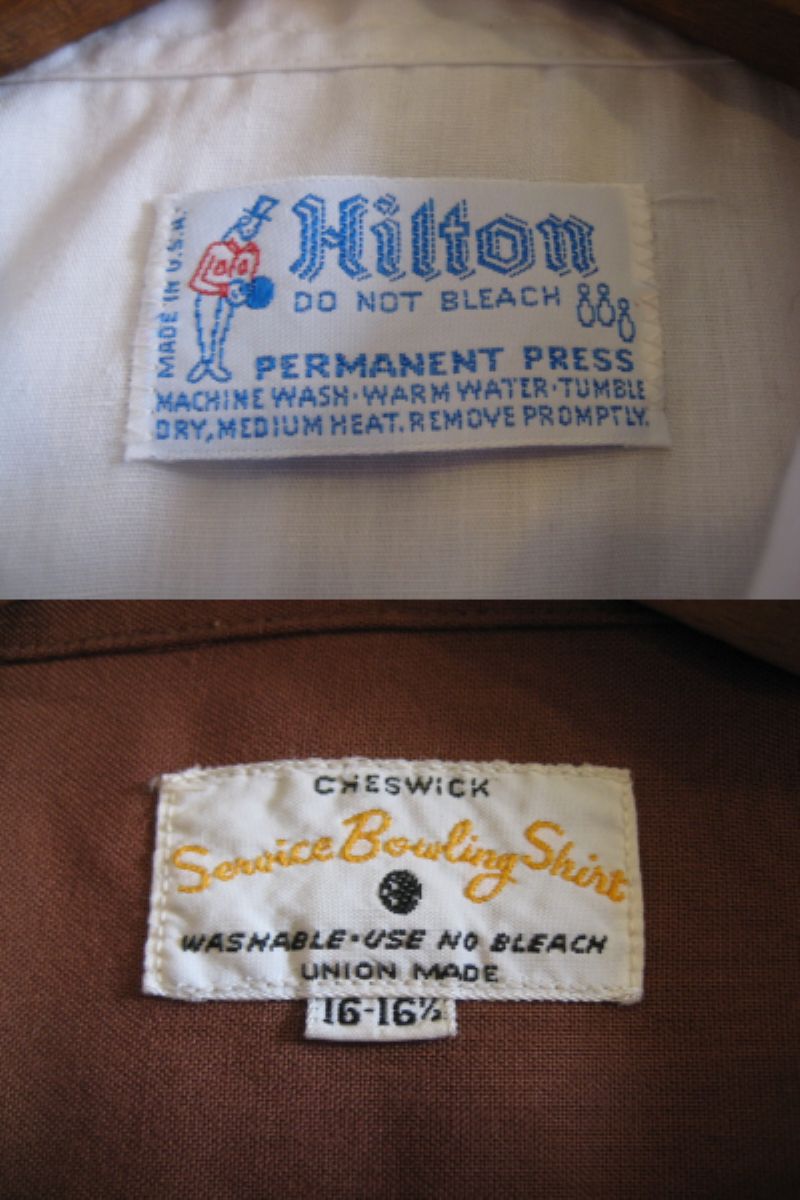 Hilton
MADE IN U.S.A.
DO NOT BLEACH
PERMANENT PRESS
MACHINE WASH·WARM WATER·TUMBLE
DRY, MEDIUM HEAT. REMOVE PROMPTLY.
CHESWICK
Service Bowling Shirt
WASHABLE·USE NO BLEACH
UNION MADE
16-16½